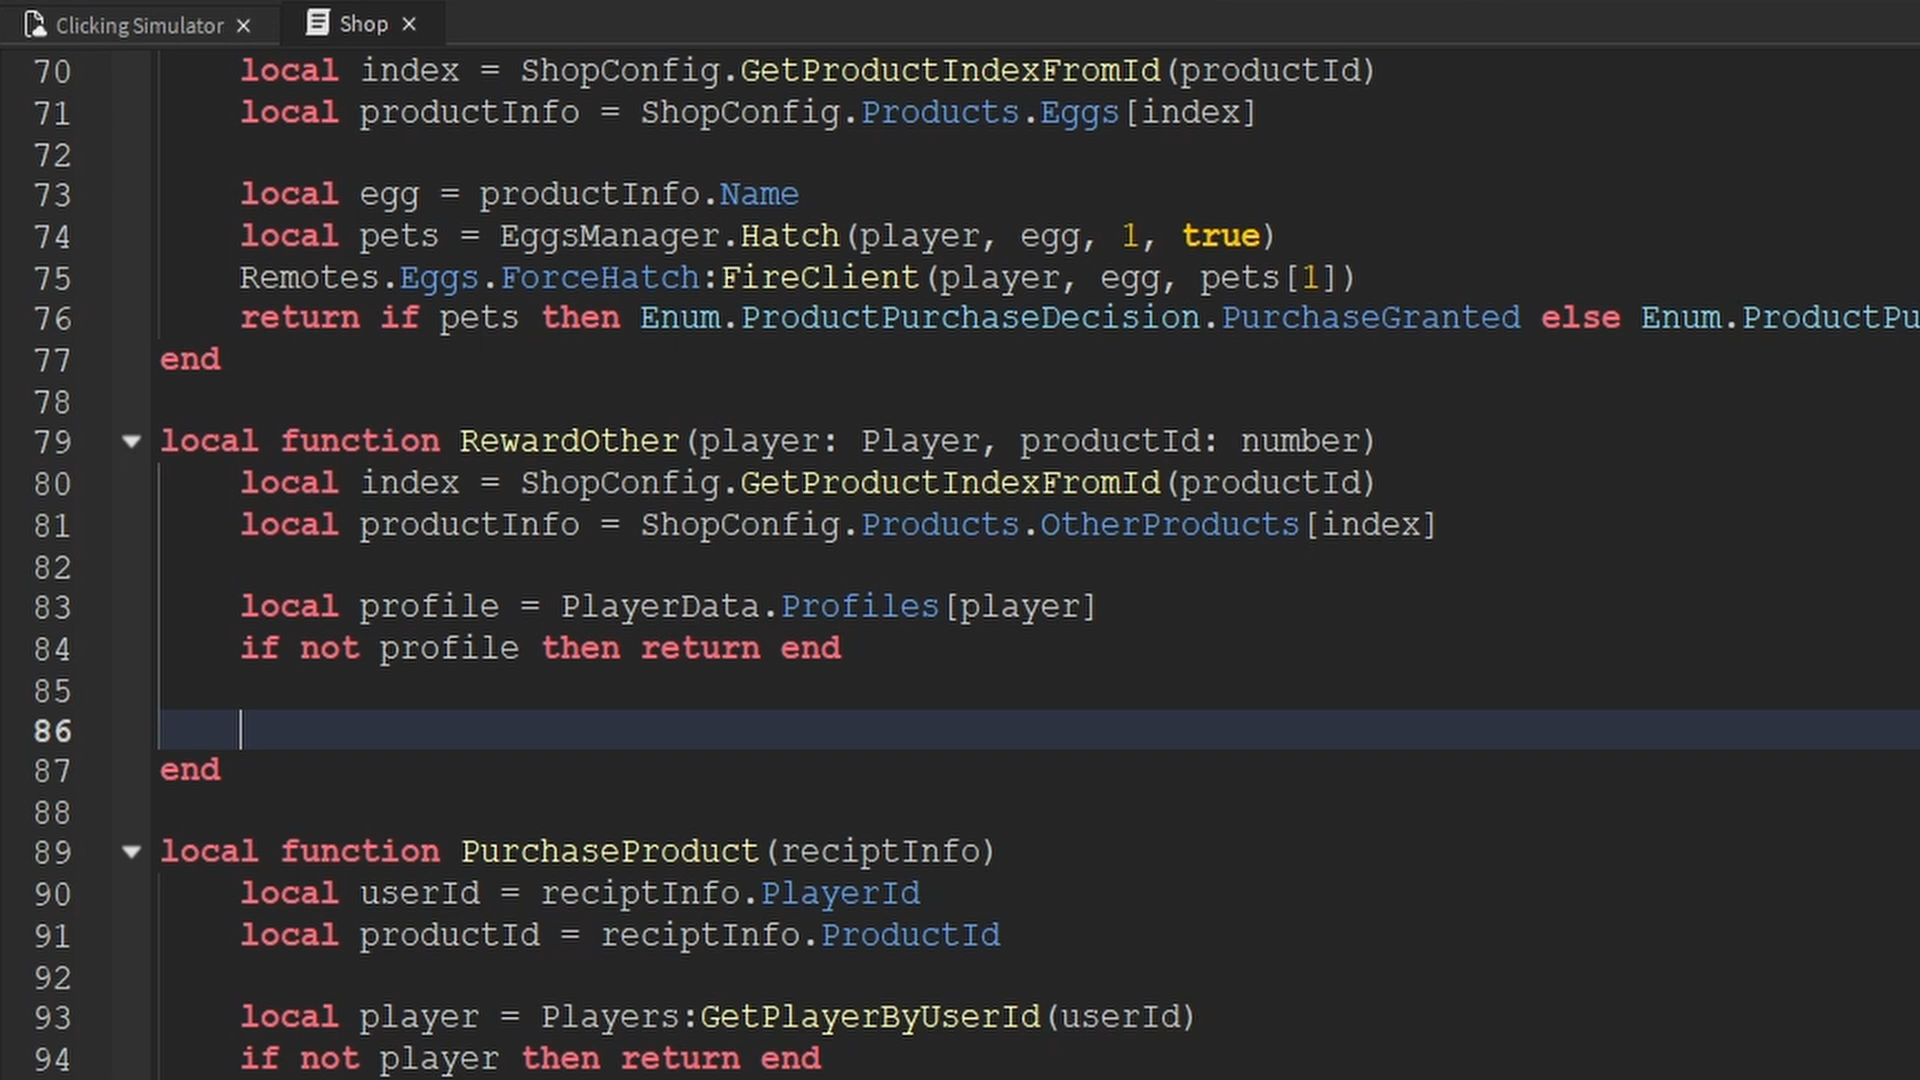 Clicking Simulator ×
Shop ×
70 local index = ShopConfig.GetProductIndexFromId(productId)
71 local productInfo = ShopConfig.Products.Eggs[index]
72
73 local egg = productInfo.Name
74 local pets = EggsManager.Hatch(player, egg, 1, true)
75 Remotes.Eggs.ForceHatch:FireClient(player, egg, pets[1])
76 return if pets then Enum.ProductPurchaseDecision.PurchaseGranted else Enum.ProductPu
77 end
78
79 local function RewardOther(player: Player, productId: number)
80 local index = ShopConfig.GetProductIndexFromId(productId)
81 local productInfo = ShopConfig.Products.OtherProducts[index]
82
83 local profile = PlayerData.Profiles[player]
84 if not profile then return end
85
86
87 end
88
89 local function PurchaseProduct(reciptInfo)
90 local userId = reciptInfo.PlayerId
91 local productId = reciptInfo.ProductId
92
93 local player = Players:GetPlayerByUserId(userId)
94 if not player then return end